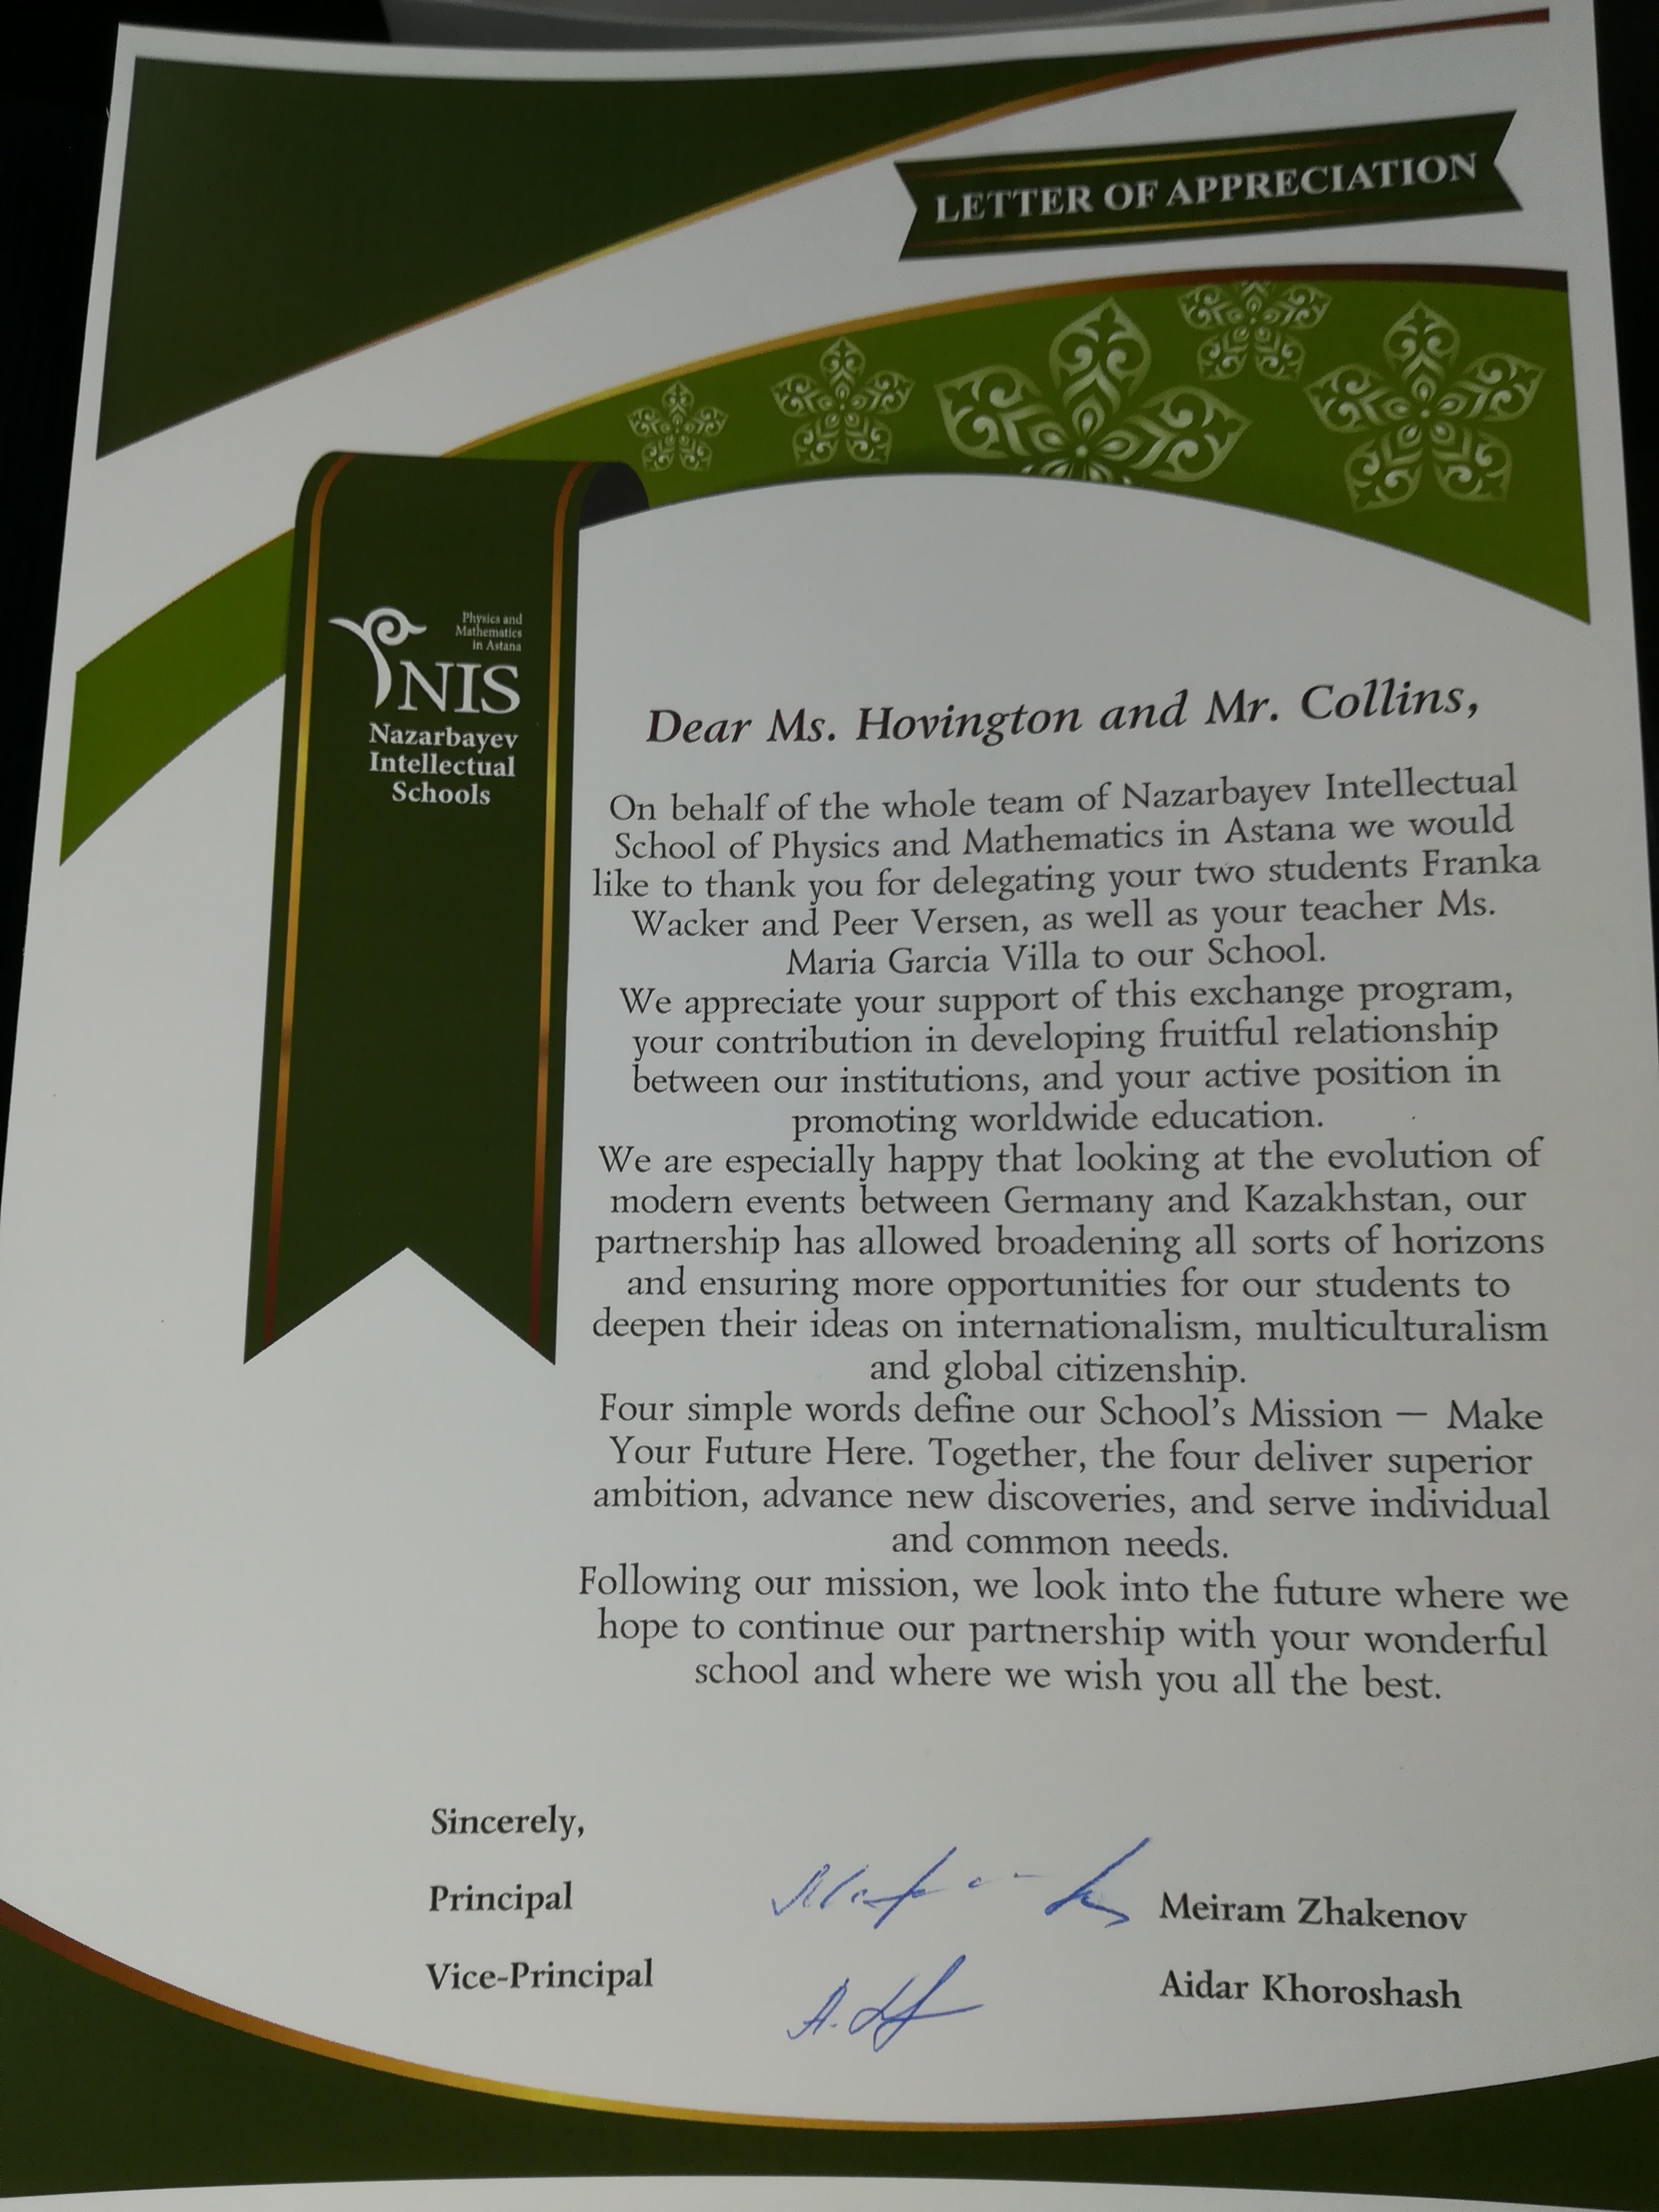 LETTER OF APPRECIATION
Physics and
Mathematics
in Astana
NIS
Nazarbayev
Intellectual
Schools
Dear Ms. Hovington and Mr. Collins,
On behalf of the whole team of Nazarbayev Intellectual
School of Physics and Mathematics in Astana we would
like to thank you for delegating your two students Franka
Wacker and Peer Versen, as well as your teacher Ms.
Maria Garcia Villa to our School.
We appreciate your support of this exchange program,
your contribution in developing fruitful relationship
between our institutions, and your active position in
promoting worldwide education.
We are especially happy that looking at the evolution of
modern events between Germany and Kazakhstan, our
partnership has allowed broadening all sorts of horizons
and ensuring more opportunities for our students to
deepen their ideas on internationalism, multiculturalism
and global citizenship.
Four simple words define our School's Mission — Make
Your Future Here. Together, the four deliver superior
ambition, advance new discoveries, and serve individual
and common needs.
Following our mission, we look into the future where we
hope to continue our partnership with your wonderful
school and where we wish you all the best.
Sincerely,
Principal Meiram Zhakenov
Vice-Principal Aidar Khoroshash